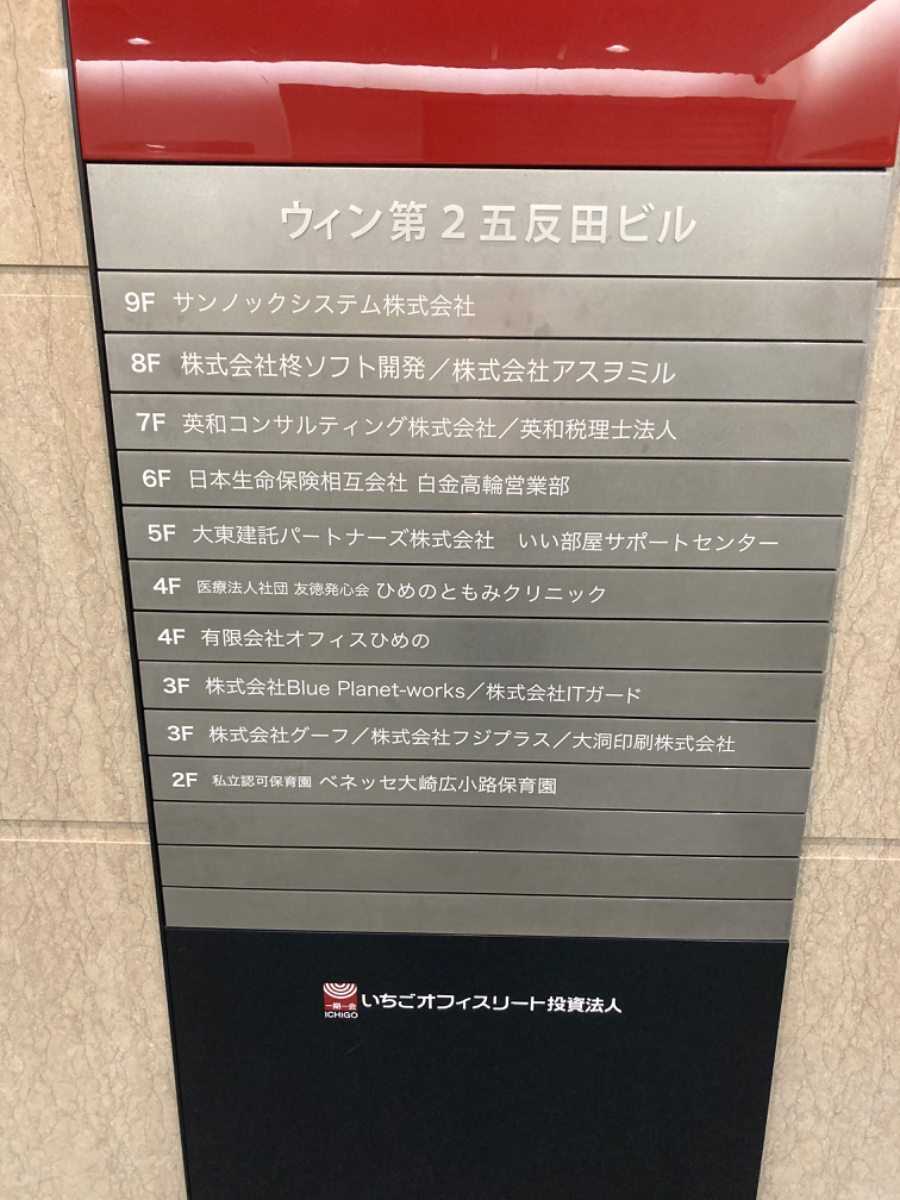 ウィン第2五反田ビル
9F サンノックシステム株式会社
8F 株式会社柊ソフト開発／株式会社アスヲミル
7F 英和コンサルティング株式会社／英和税理士法人
6F 日本生命保険相互会社 白金高輪営業部
5F 大東建託パートナーズ株式会社　いい部屋サポートセンター
4F 医療法人社団 友徳発心会 ひめのともみクリニック
4F 有限会社オフィスひめの
3F 株式会社Blue Planet-works／株式会社ITガード
3F 株式会社グーフ／株式会社フジプラス／大洞印刷株式会社
2F 私立認可保育園 ベネッセ大崎広小路保育園
一期一会
ICHIGO
いちごオフィスリート投資法人